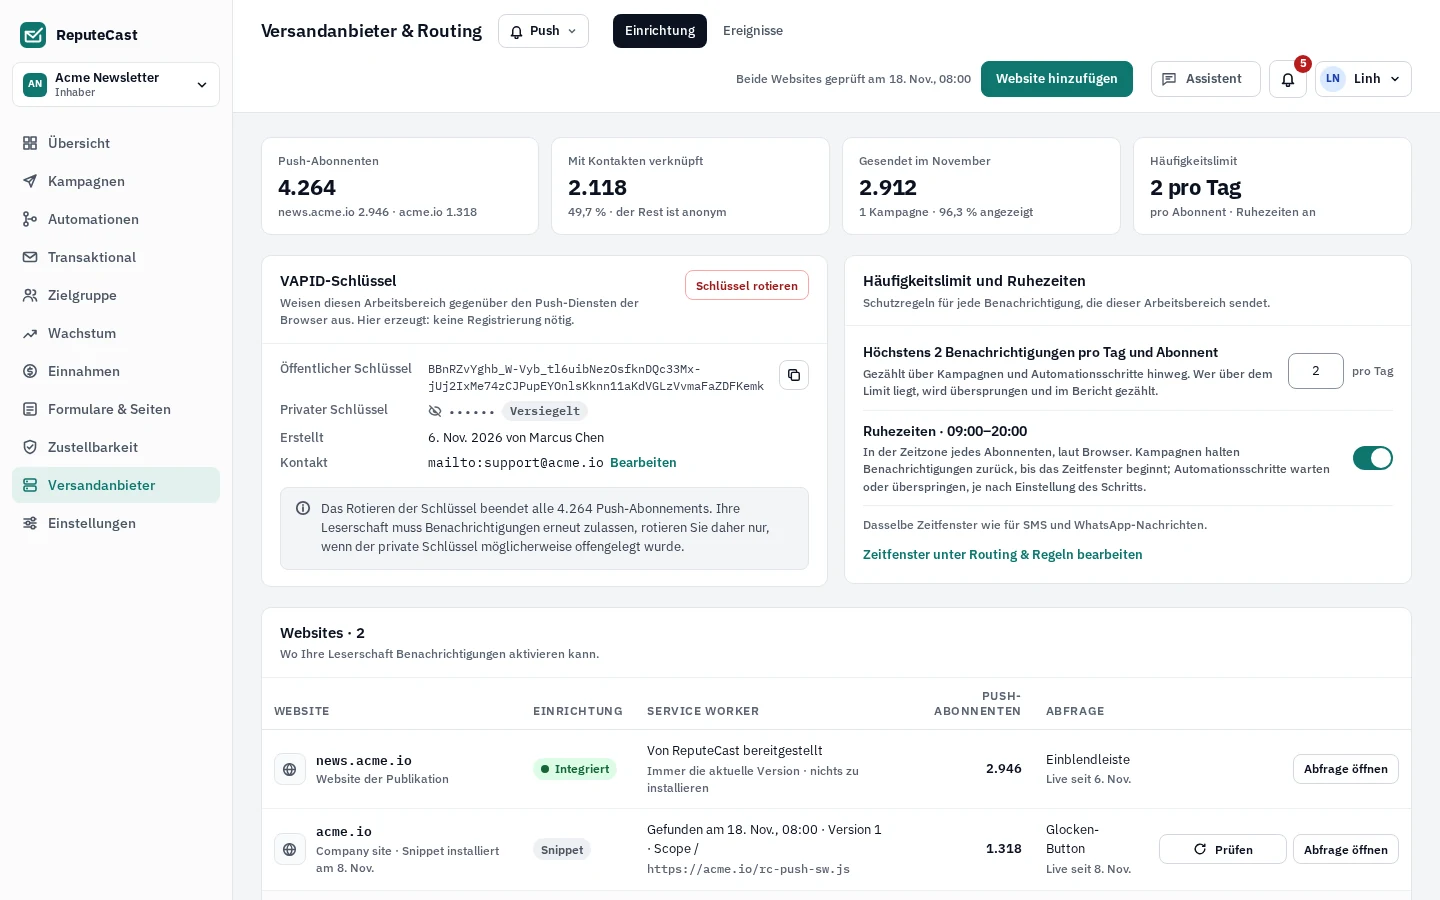 ReputeCast
AN
Acme Newsletter
Inhaber
Übersicht
Kampagnen
Automationen
Transaktional
Zielgruppe
Wachstum
Einnahmen
Formulare & Seiten
Zustellbarkeit
Versandanbieter
Einstellungen
Versandanbieter & Routing
Push
Einrichtung
Ereignisse
Beide Websites geprüft am 18. Nov., 08:00
Website hinzufügen
Assistent
5
LN
Linh
Push-Abonnenten
4.264
news.acme.io 2.946 · acme.io 1.318
Mit Kontakten verknüpft
2.118
49,7 % · der Rest ist anonym
Gesendet im November
2.912
1 Kampagne · 96,3 % angezeigt
Häufigkeitslimit
2 pro Tag
pro Abonnent · Ruhezeiten an
VAPID-Schlüssel
Weisen diesen Arbeitsbereich gegenüber den Push-Diensten der
Browser aus. Hier erzeugt: keine Registrierung nötig.
Schlüssel rotieren
Öffentlicher Schlüssel
BBnRZvYghb_W-Vyb_tl6uibNezOsfknDQc33Mx-
jUj2IxMe74zCJPupEYOnlsKknn11aKdVGLzVvmaFaZDFKemk
Privater Schlüssel
•••••• Versiegelt
Erstellt
6. Nov. 2026 von Marcus Chen
Kontakt
mailto:support@acme.io Bearbeiten
Das Rotieren der Schlüssel beendet alle 4.264 Push-Abonnements. Ihre
Leserschaft muss Benachrichtigungen erneut zulassen, rotieren Sie daher nur,
wenn der private Schlüssel möglicherweise offengelegt wurde.
Häufigkeitslimit und Ruhezeiten
Schutzregeln für jede Benachrichtigung, die dieser Arbeitsbereich sendet.
Höchstens 2 Benachrichtigungen pro Tag und Abonnent
Gezählt über Kampagnen und Automationsschritte hinweg. Wer über dem
Limit liegt, wird übersprungen und im Bericht gezählt.
2
pro Tag
Ruhezeiten · 09:00–20:00
In der Zeitzone jedes Abonnenten, laut Browser. Kampagnen halten
Benachrichtigungen zurück, bis das Zeitfenster beginnt; Automationsschritte warten
oder überspringen, je nach Einstellung des Schritts.
Dasselbe Zeitfenster wie für SMS und WhatsApp-Nachrichten.
Zeitfenster unter Routing & Regeln bearbeiten
Websites · 2
Wo Ihre Leserschaft Benachrichtigungen aktivieren kann.
WEBSITE
EINRICHTUNG
SERVICE WORKER
PUSH-
ABONNENTEN
ABFRAGE
news.acme.io
Website der Publikation
Integriert
Von ReputeCast bereitgestellt
Immer die aktuelle Version · nichts zu
installieren
2.946
Einblendleiste
Live seit 6. Nov.
Abfrage öffnen
acme.io
Company site · Snippet installiert
am 8. Nov.
Snippet
Gefunden am 18. Nov., 08:00 · Version 1
· Scope /
https://acme.io/rc-push-sw.js
1.318
Glocken-
Button
Live seit 8. Nov.
Prüfen
Abfrage öffnen